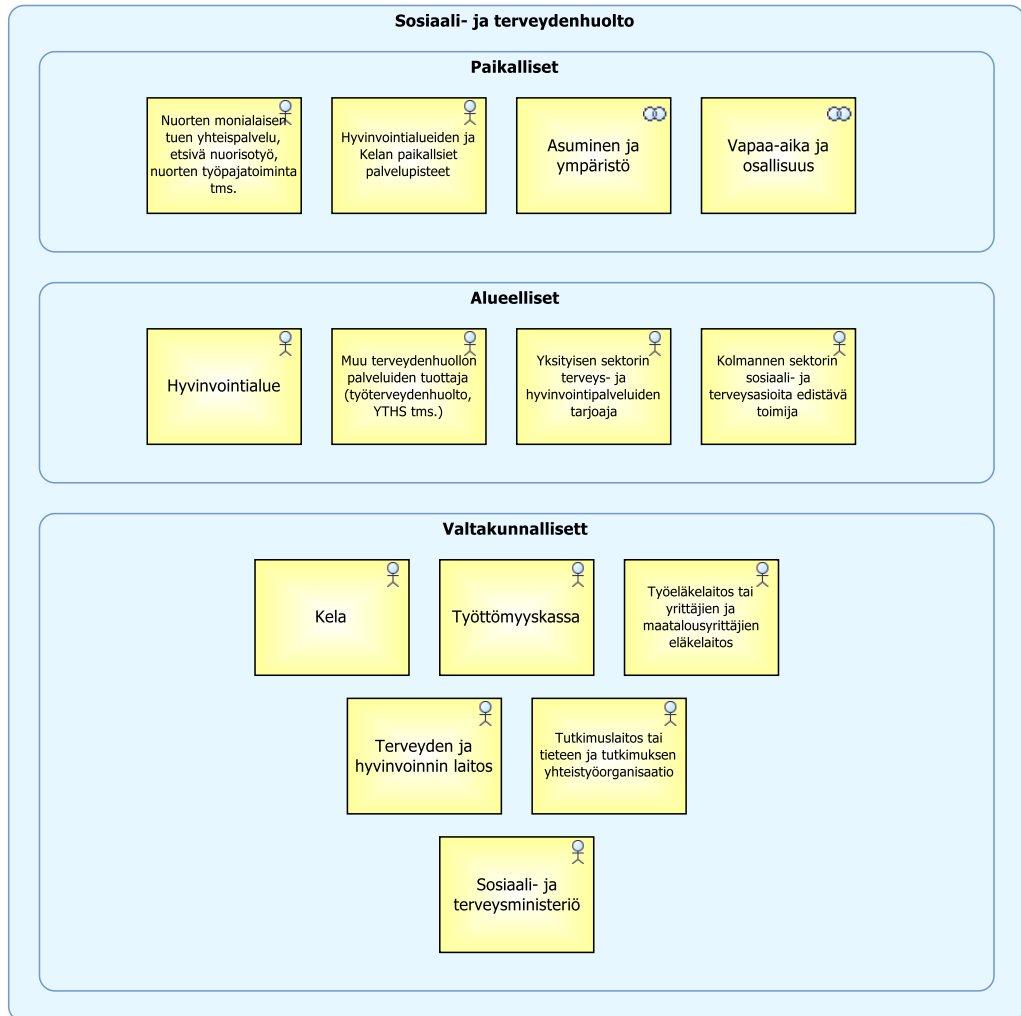 Sosiaali- ja terveydenhuolto
Paikalliset
Nuorten monialaisen
tuen yhteispalvelu,
etsivä nuorisotyö,
nuorten työpajatoiminta
tms.
Hyvinvointialueiden ja
Kelan paikallsiet
palvelupisteet
Asuminen ja
ympäristö
Vapaa-aika ja
osallisuus
Alueelliset
Hyvinvointialue
Muu terveydenhuollon
palveluiden tuottaja
(työterveydenhuolto,
YTHS tms.)
Yksityisen sektorin
terveys- ja
hyvinvointipalveluiden
tarjoaja
Kolmannen sektorin
sosiaali- ja
terveysasioita edistävä
toimija
Valtakunnallisett
Kela
Työttömyyskassa
Työeläkelaitos tai
yrittäjien ja
maatalousyrittäjien
eläkelaitos
Terveyden ja
hyvinvoinnin laitos
Tutkimuslaitos tai
tieteen ja tutkimuksen
yhteistyöorganisaatio
Sosiaali- ja
terveysministeriö